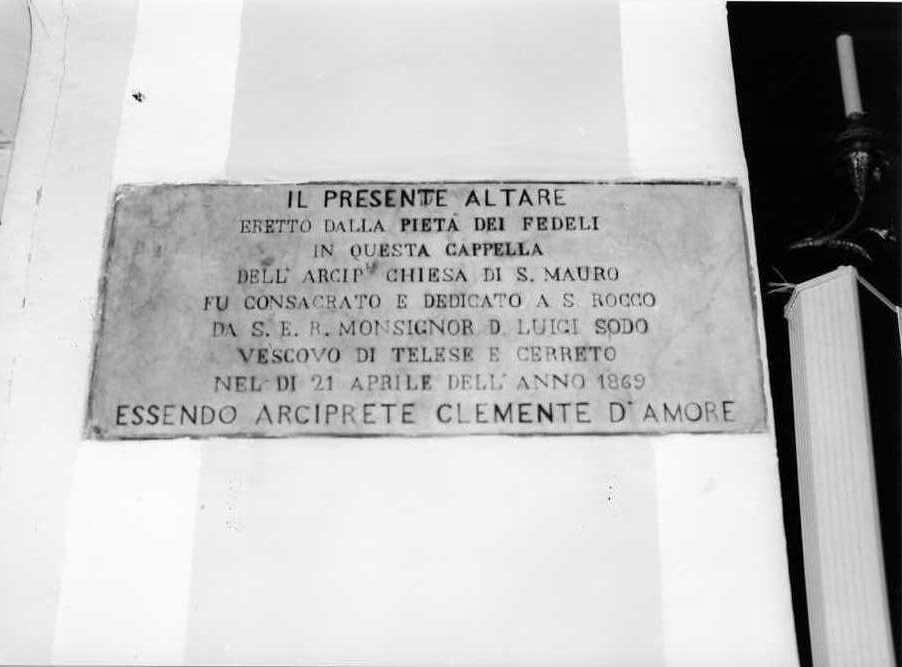 IL PRESENTE ALTARE
ERETTO DALLA PIETÀ DEI FEDELI
IN QUESTA CAPPELLA
DELL' ARCIP.LE CHIESA DI S. MAURO
FU CONSACRATO E DEDICATO A S. ROCCO
DA S. E. R. MONSIGNOR D. LUIGI SODO
VESCOVO DI TELESE E CERRETO
NEL DI 21 APRILE DELL' ANNO 1869
ESSENDO ARCIPRETE CLEMENTE D'AMORE